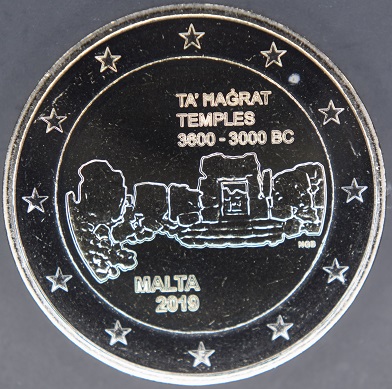 TA' ĦAĠRAT
TEMPLES
3600 - 3000 BC
NGB
MALTA
2019